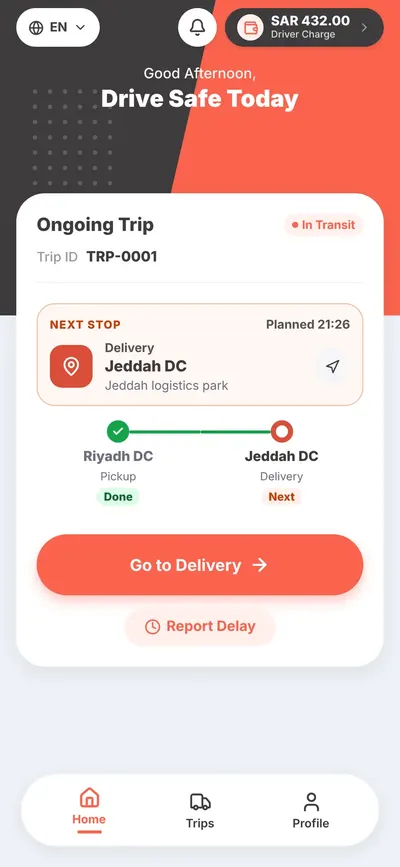 EN
SAR 432.00
Driver Charge
Good Afternoon,
Drive Safe Today
Ongoing Trip
In Transit
Trip ID TRP-0001
NEXT STOP
Planned 21:26
Delivery
Jeddah DC
Jeddah logistics park
Riyadh DC
Pickup
Done
Jeddah DC
Delivery
Next
Go to Delivery
Report Delay
Home
Trips
Profile